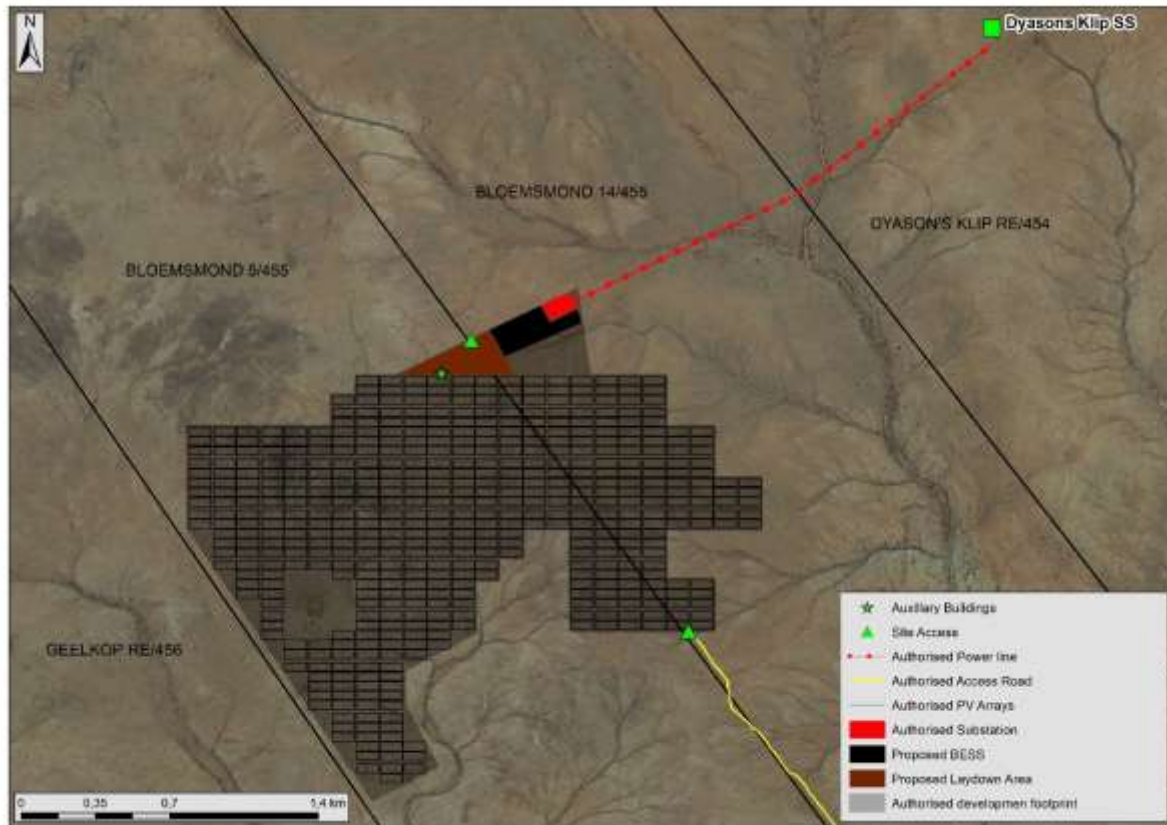 N
Dyasons Klip SS
BLOEMSMOND 14/455
DYASON'S KLIP RE/454
BLOEMSMOND 5/455
GEELKOP RE/456
Auxillary Buildings
Site Access
Authorised Power line
Authorised Access Road
Authorised PV Arrays
Authorised Substation
Proposed BESS
Proposed Laydown Area
Authorised developmen footprint
0 0,35 0,7 1,4 km